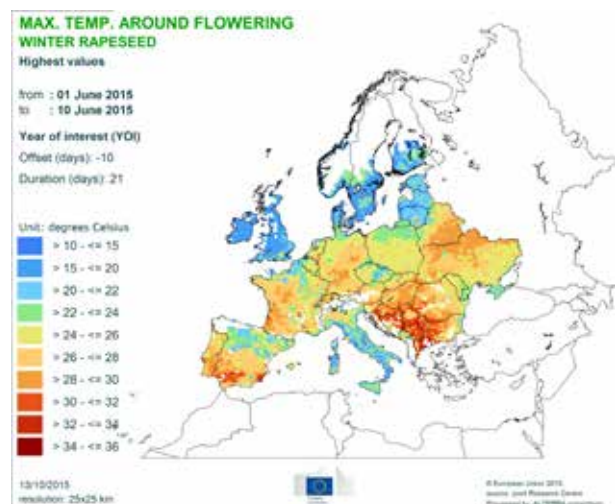 MAX. TEMP. AROUND FLOWERING
WINTER RAPESEED
Highest values
from : 01 June 2015
to : 10 June 2015
Year of interest (YOI)
Offset (days): -10
Duration (days): 21
Unit: degrees Celsius
> 10 - <= 15
> 15 - <= 20
> 20 - <= 22
> 22 - <= 24
> 24 - <= 26
> 26 - <= 28
> 28 - <= 30
> 30 - <= 32
> 32 - <= 34
> 34 - <= 36
13/10/2015
resolution: 25x25 km
© European Union 2015
source: Joint Research Centre